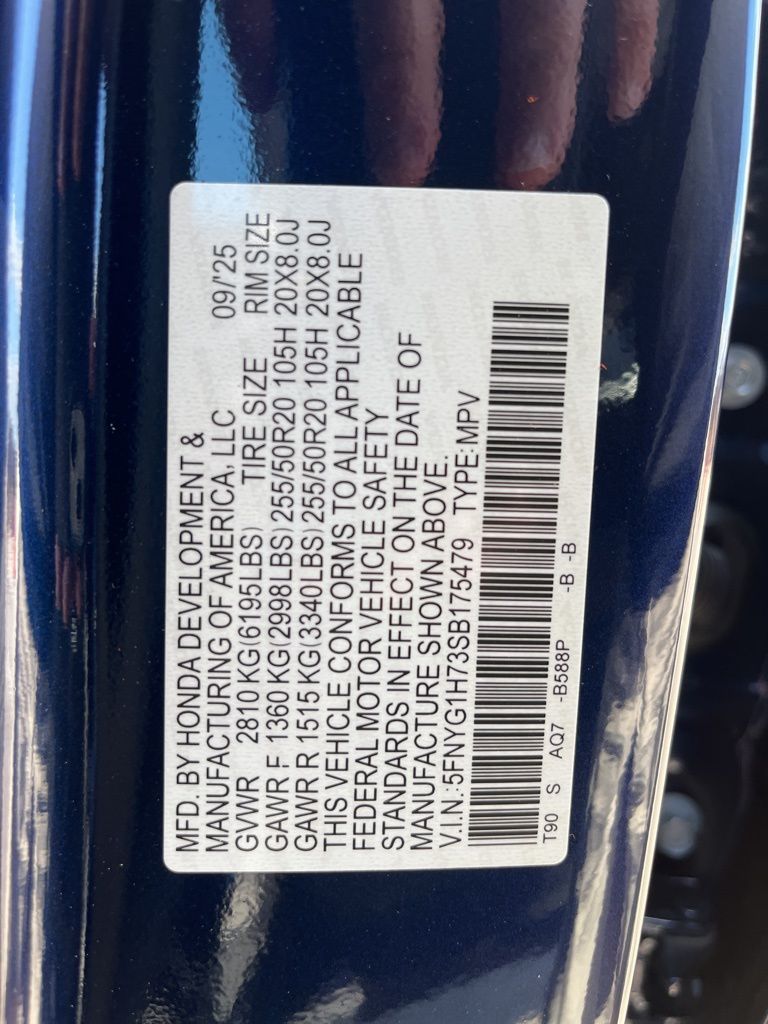 MFD. BY HONDA DEVELOPMENT &
MANUFACTURING OF AMERICA, LLC 09/'25
GVWR 2810 KG(6195LBS) TIRE SIZE RIM SIZE
GAWR F 1360 KG(2998LBS) 255/50R20 105H 20X8.0J
GAWR R 1515 KG(3340LBS) 255/50R20 105H 20X8.0J
THIS VEHICLE CONFORMS TO ALL APPLICABLE
FEDERAL MOTOR VEHICLE SAFETY
STANDARDS IN EFFECT ON THE DATE OF
MANUFACTURE SHOWN ABOVE.
V.I.N.:5FNYG1H73SB175479 TYPE:MPV
T90 S AQ7 -B588P -B -B